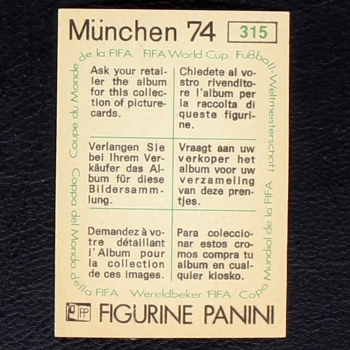 München 74 315
Coupe du Monde de la FIFA FIFA World Cup Fußball-Weltmeisterschaft
Ask your retai-
ler the album
for this collec-
tion of picture-
cards.
Chiedete al vo-
stro rivendito-
re l'album per
la raccolta di
queste figuri-
ne.
Verlangen Sie
bei Ihrem Ver-
käufer das Al-
bum für diese
Bildersamm-
lung.
Vraagt aan uw
verkoper het
album voor uw
verzameling
van deze pren-
tjes.
Demandez à vo-
tre détaillant
l'Album pour
la collection
de ces images.
Para coleccio-
nar estos cro-
mos compra tu
album en cual-
quier kiosko.
Coppa del Mondo della FIFA Wereldbeker FIFA Copa Mundial de la FIFA
FP FIGURINE PANINI